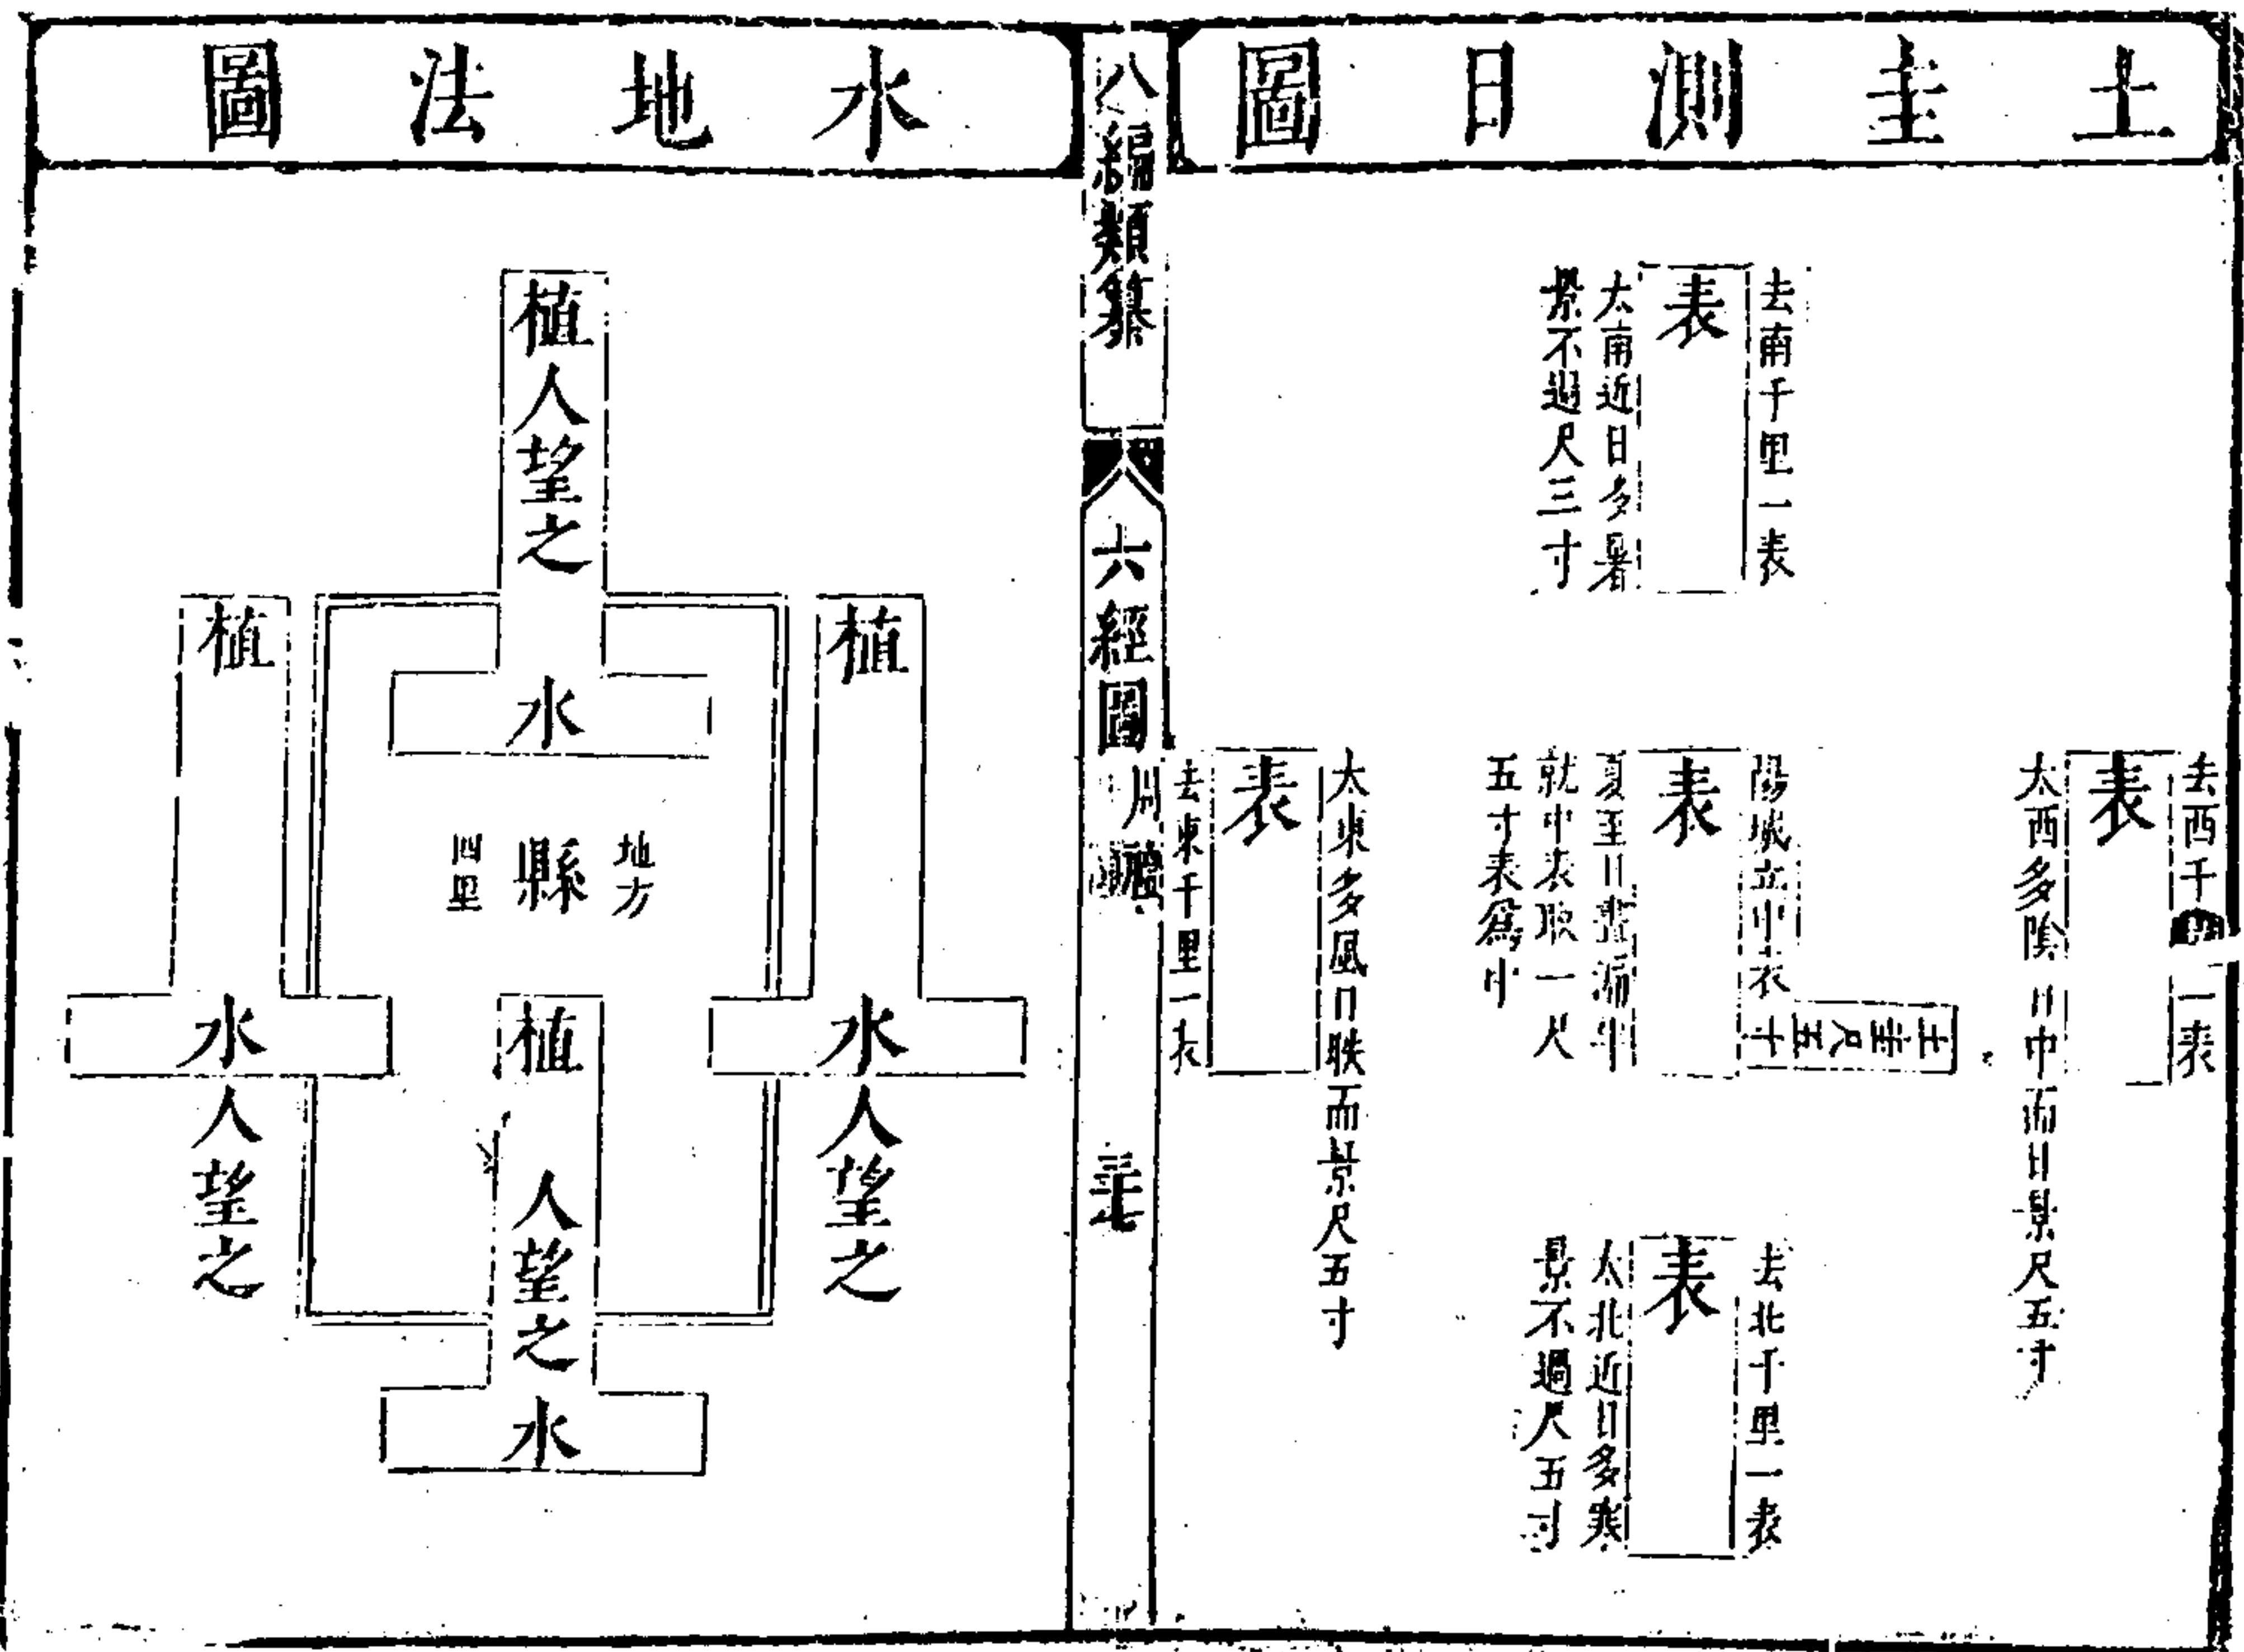 土圭測日圖
去南千里一表
表
太南近日多暑
景不過尺三寸
去西千
一表
表
太西多陰日中而日景尺五寸
土圭尺五寸
陽城立中表
表
夏至日晝漏半
就中表取一尺
五寸表爲
太東多風日昳而景尺五寸
表
去東千里一表
去北千里一表
表
太北近日多寒
景不過尺五寸
八編類纂
六經圖
周禮
水地法圖
植人望之
水
植
水
人望之
地方
縣
四里
植
人望之
水
植
水
人望之